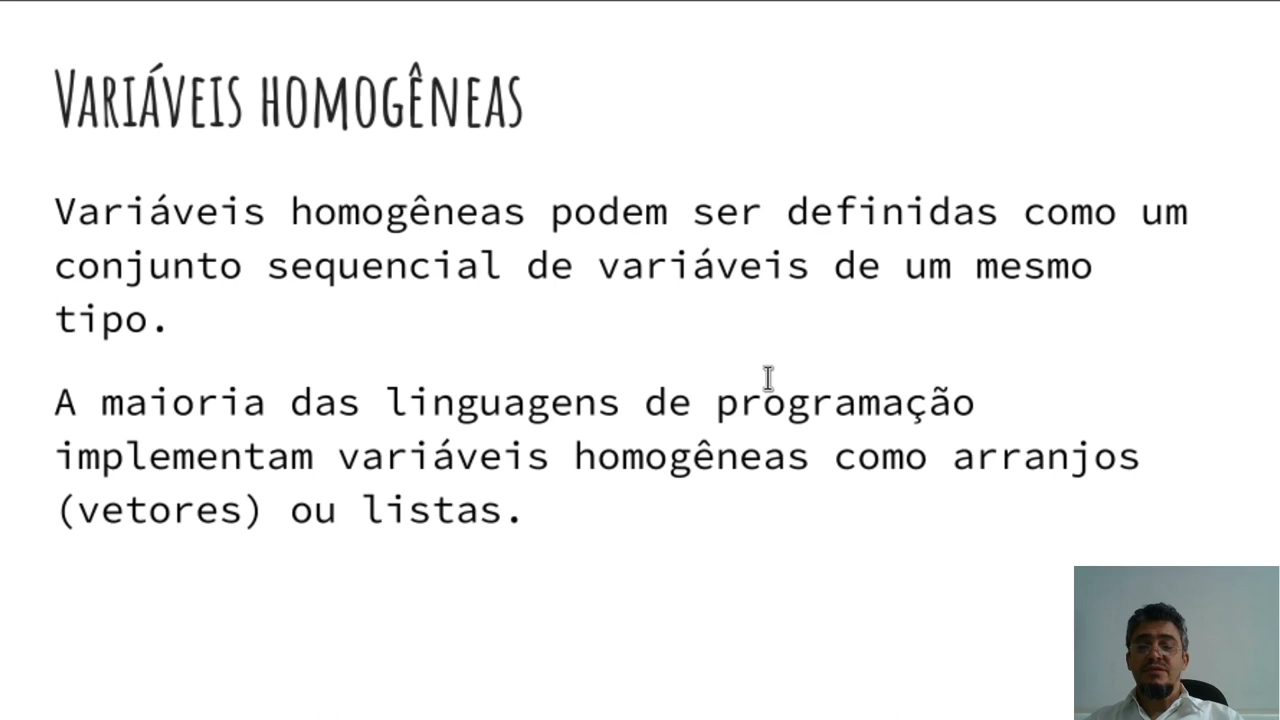 Variáveis homogêneas
Variáveis homogêneas podem ser definidas como um
conjunto sequencial de variáveis de um mesmo
tipo.
A maioria das linguagens de programação
implementam variáveis homogêneas como arranjos
(vetores) ou listas.